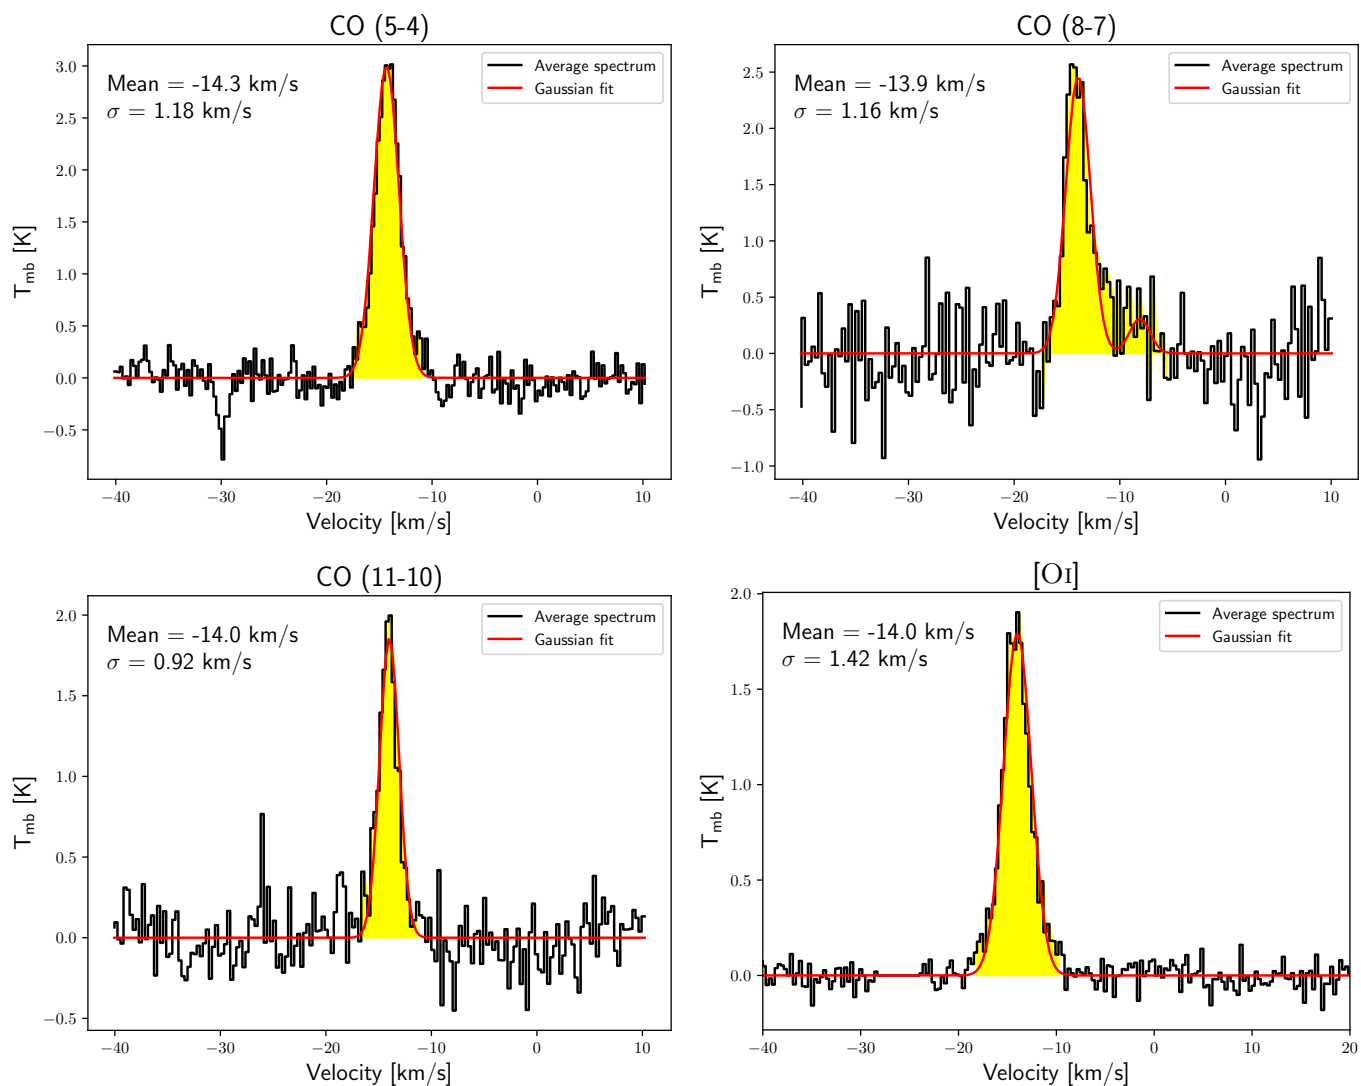 CO (5-4)
Mean = -14.3 km/s
σ = 1.18 km/s
Average spectrum
Gaussian fit
3.0
2.5
2.0
1.5
1.0
0.5
0.0
−0.5
T_mb [K]
−40
−30
−20
−10
0
10
Velocity [km/s]
CO (8-7)
Mean = -13.9 km/s
σ = 1.16 km/s
Average spectrum
Gaussian fit
2.5
2.0
1.5
1.0
0.5
0.0
−0.5
−1.0
T_mb [K]
−40
−30
−20
−10
0
10
Velocity [km/s]
CO (11-10)
Mean = -14.0 km/s
σ = 0.92 km/s
Average spectrum
Gaussian fit
2.0
1.5
1.0
0.5
0.0
−0.5
T_mb [K]
−40
−30
−20
−10
0
10
Velocity [km/s]
[OI]
Mean = -14.0 km/s
σ = 1.42 km/s
Average spectrum
Gaussian fit
2.0
1.5
1.0
0.5
0.0
T_mb [K]
−40
−30
−20
−10
0
10
20
Velocity [km/s]